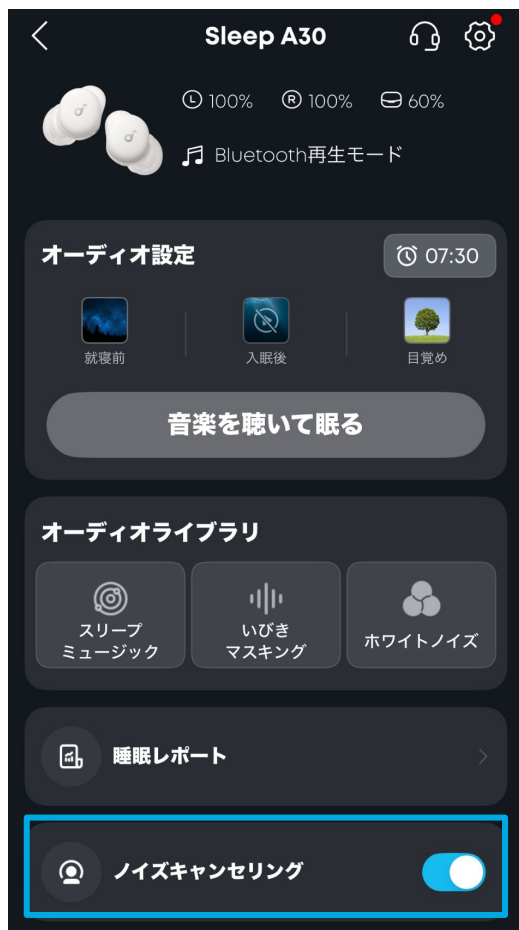 Sleep A30
L 100% R 100% 60%
Bluetooth再生モード
オーディオ設定
07:30
就寝前 入眠後 目覚め
音楽を聴いて眠る
オーディオライブラリ
スリープ
ミュージック
いびき
マスキング
ホワイトノイズ
睡眠レポート
ノイズキャンセリング